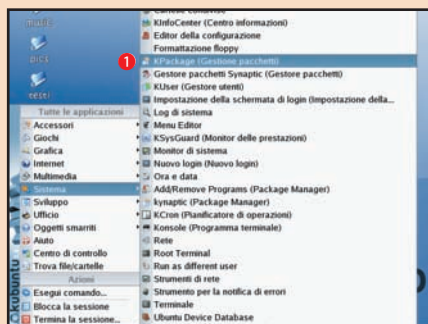 music
pics
testi
Tutte le applicazioni
Accessori
Giochi
Grafica
Internet
Multimedia
Sistema
Sviluppo
Ufficio
Oggetti smarriti
Aiuto
Centro di controllo
Trova file/cartelle
Azioni
Esegui comando...
Blocca la sessione
Termina la sessione...
kubuntu
KInfoCenter (Centro informazioni)
Editor della configurazione
Formattazione floppy
1
KPackage (Gestione pacchetti)
Gestore pacchetti Synaptic (Gestore pacchetti)
KUser (Gestore utenti)
Impostazione della schermata di login (Impostazione della...
Log di sistema
Menu Editor
KSysGuard (Monitor delle prestazioni)
Monitor di sistema
Nuovo login (Nuovo login)
Ora e data
Add/Remove Programs (Package Manager)
kynaptic (Package Manager)
KCron (Pianificatore di operazioni)
Konsole (Programma terminale)
Rete
Root Terminal
Run as different user
Strumenti di rete
Strumento per la notifica di errori
Terminale
Ubuntu Device Database